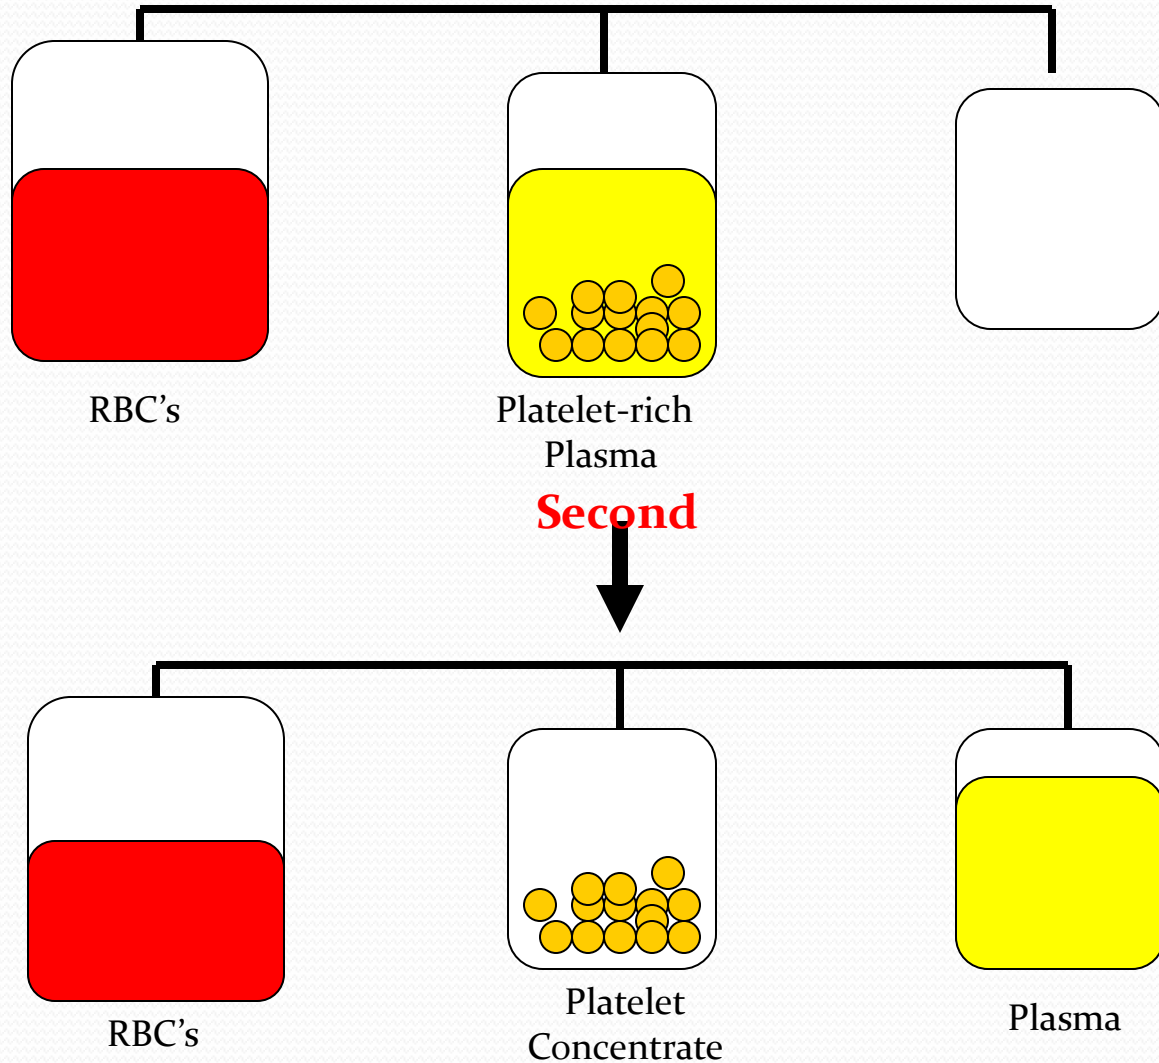 RBC’s
Platelet-rich
Plasma
Second
RBC’s
Platelet
Concentrate
Plasma